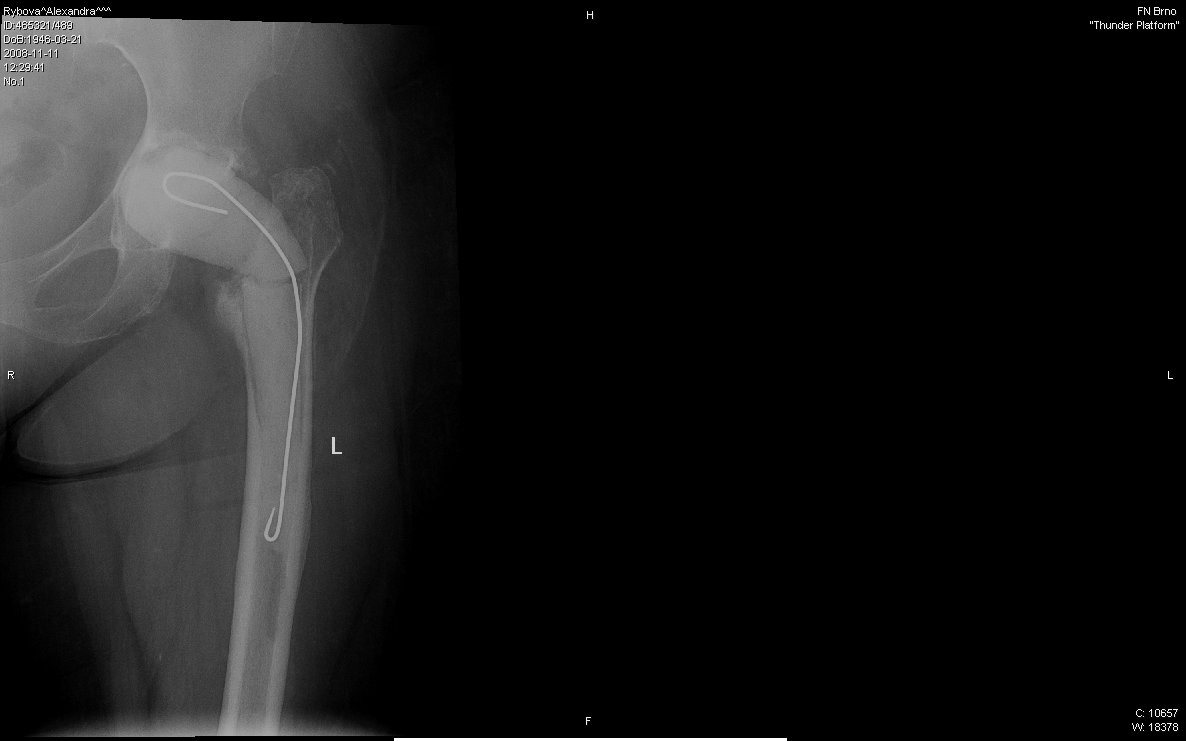 Rybova^Alexandra^^^
ID:465321/489
DoB:1946-03-21
2008-11-11
12:29:41
No:1
H
FN Brno
"Thunder Platform"
R
L
L
F
C: 10657
W: 18378